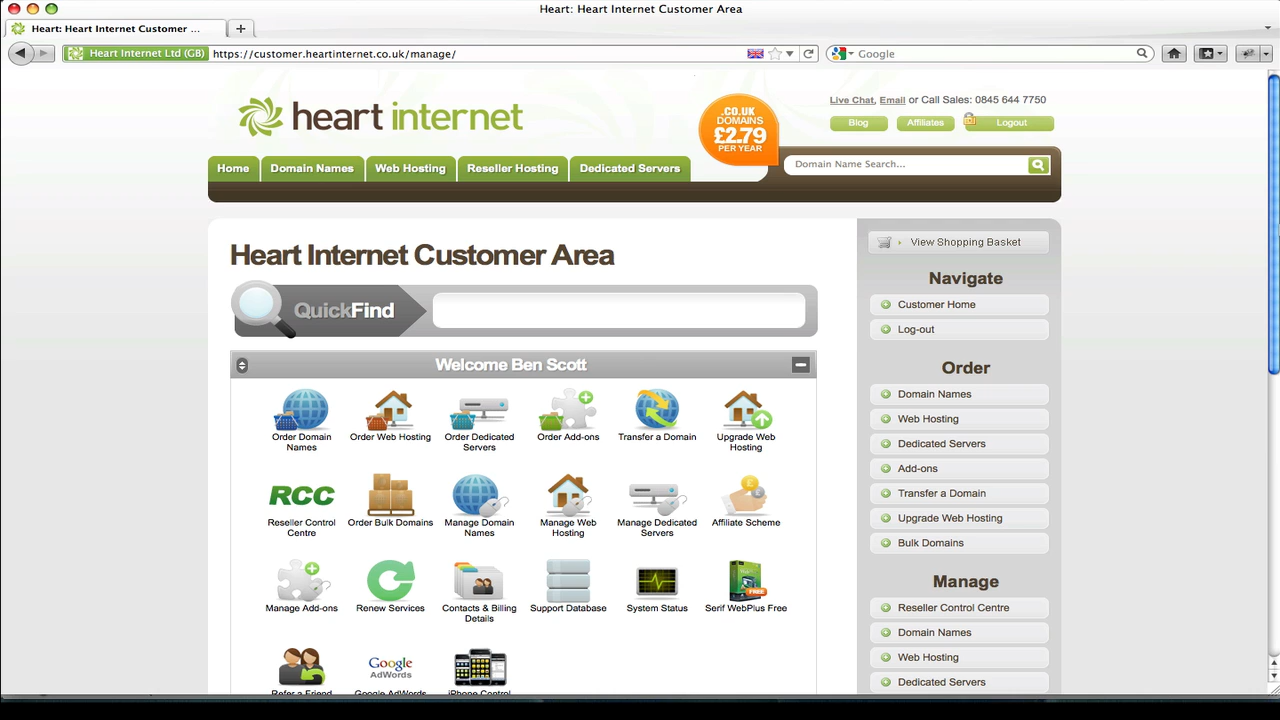 Heart: Heart Internet Customer Area
Heart: Heart Internet Customer ...
Heart Internet Ltd (GB)
https://customer.heartinternet.co.uk/manage/
Google
heart internet
.CO.UK
DOMAINS
£2.79
PER YEAR
Live Chat, Email or Call Sales: 0845 644 7750
Blog
Affiliates
Logout
Home
Domain Names
Web Hosting
Reseller Hosting
Dedicated Servers
Domain Name Search...
Heart Internet Customer Area
QuickFind
Welcome Ben Scott
Order Domain
Names
Order Web Hosting
Order Dedicated
Servers
Order Add-ons
Transfer a Domain
Upgrade Web
Hosting
RCC
Reseller Control
Centre
Order Bulk Domains
Manage Domain
Names
Manage Web
Hosting
Manage Dedicated
Servers
Affiliate Scheme
Manage Add-ons
Renew Services
Contacts & Billing
Details
Support Database
System Status
FREE
Serif WebPlus Free
Refer a Friend
Google
AdWords
Google AdWords
iPhone Control
View Shopping Basket
Navigate
Customer Home
Log-out
Order
Domain Names
Web Hosting
Dedicated Servers
Add-ons
Transfer a Domain
Upgrade Web Hosting
Bulk Domains
Manage
Reseller Control Centre
Domain Names
Web Hosting
Dedicated Servers